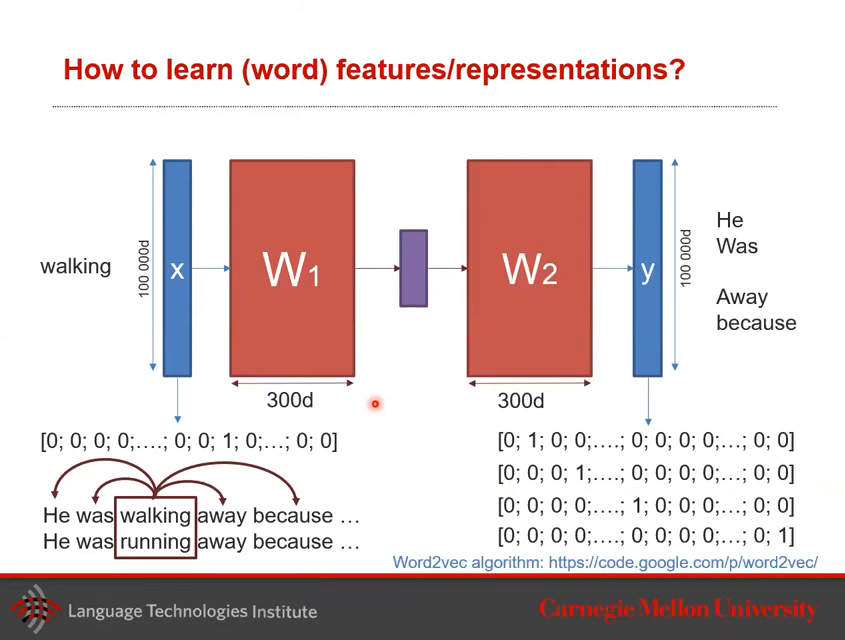 How to learn (word) features/representations?
walking
100 000d
x
W1
W2
y
100 000d
He
Was
Away
because
300d
300d
[0; 0; 0; 0;....; 0; 0; 1; 0;...; 0; 0]
[0; 1; 0; 0;....; 0; 0; 0; 0;...; 0; 0]
[0; 0; 0; 1;....; 0; 0; 0; 0;...; 0; 0]
[0; 0; 0; 0;....; 1; 0; 0; 0;...; 0; 0]
[0; 0; 0; 0;....; 0; 0; 0; 0;...; 0; 1]
He was walking away because ...
He was running away because ...
Word2vec algorithm: https://code.google.com/p/word2vec/
Language Technologies Institute
Carnegie Mellon University